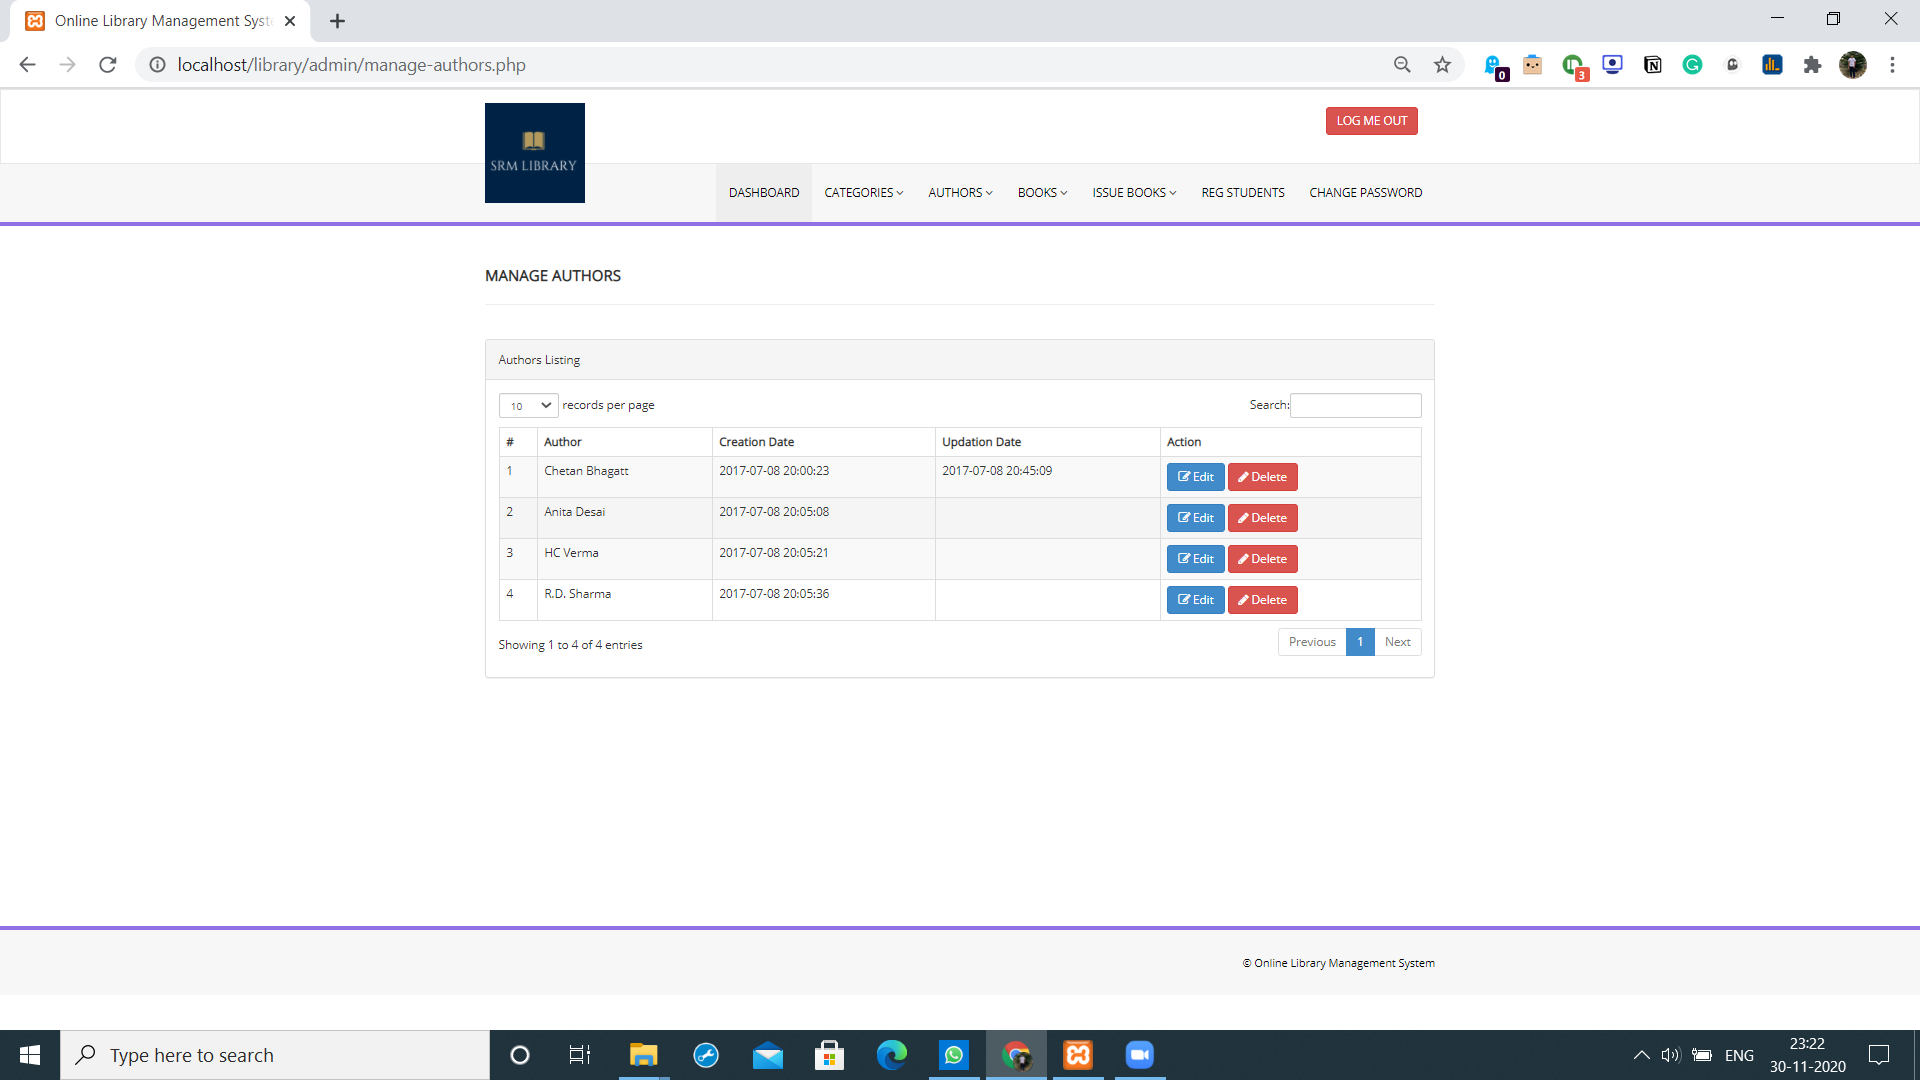 Online Library Management Syst
localhost/library/admin/manage-authors.php
0
3
SRM LIBRARY
LOG ME OUT
DASHBOARD CATEGORIES AUTHORS BOOKS ISSUE BOOKS REG STUDENTS CHANGE PASSWORD
MANAGE AUTHORS
Authors Listing
10 records per page Search:
# Author Creation Date Updation Date Action
1 Chetan Bhagatt 2017-07-08 20:00:23 2017-07-08 20:45:09 Edit Delete
2 Anita Desai 2017-07-08 20:05:08 Edit Delete
3 HC Verma 2017-07-08 20:05:21 Edit Delete
4 R.D. Sharma 2017-07-08 20:05:36 Edit Delete
Showing 1 to 4 of 4 entries Previous 1 Next
© Online Library Management System
Type here to search
ENG
23:22
30-11-2020